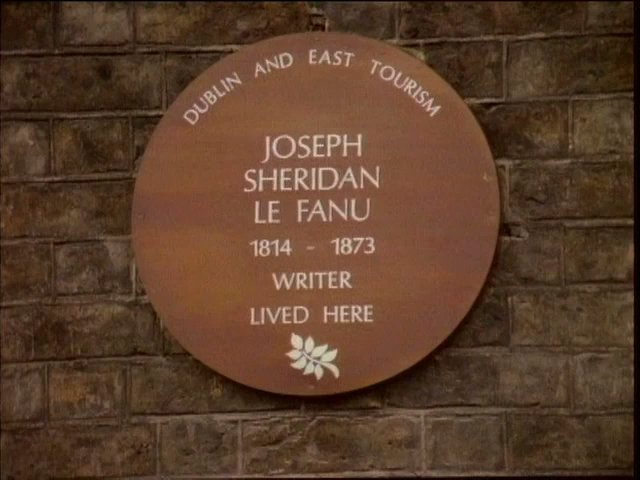 DUBLIN AND EAST TOURISM
JOSEPH
SHERIDAN
LE FANU
1814 - 1873
WRITER
LIVED HERE